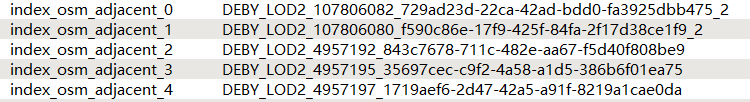 index_osm_adjacent_0 DEBY_LOD2_107806082_729ad23d-22ca-42ad-bdd0-fa3925dbb475_2
index_osm_adjacent_1 DEBY_LOD2_107806080_f590c86e-17f9-425f-84fa-2f17d38ce1f9_2
index_osm_adjacent_2 DEBY_LOD2_4957192_843c7678-711c-482e-aa67-f5d40f808be9
index_osm_adjacent_3 DEBY_LOD2_4957195_35697cec-c9f2-4a58-a1d5-386b6f01ea75
index_osm_adjacent_4 DEBY_LOD2_4957197_1719aef6-2d47-42a5-a91f-8219a1cae0da